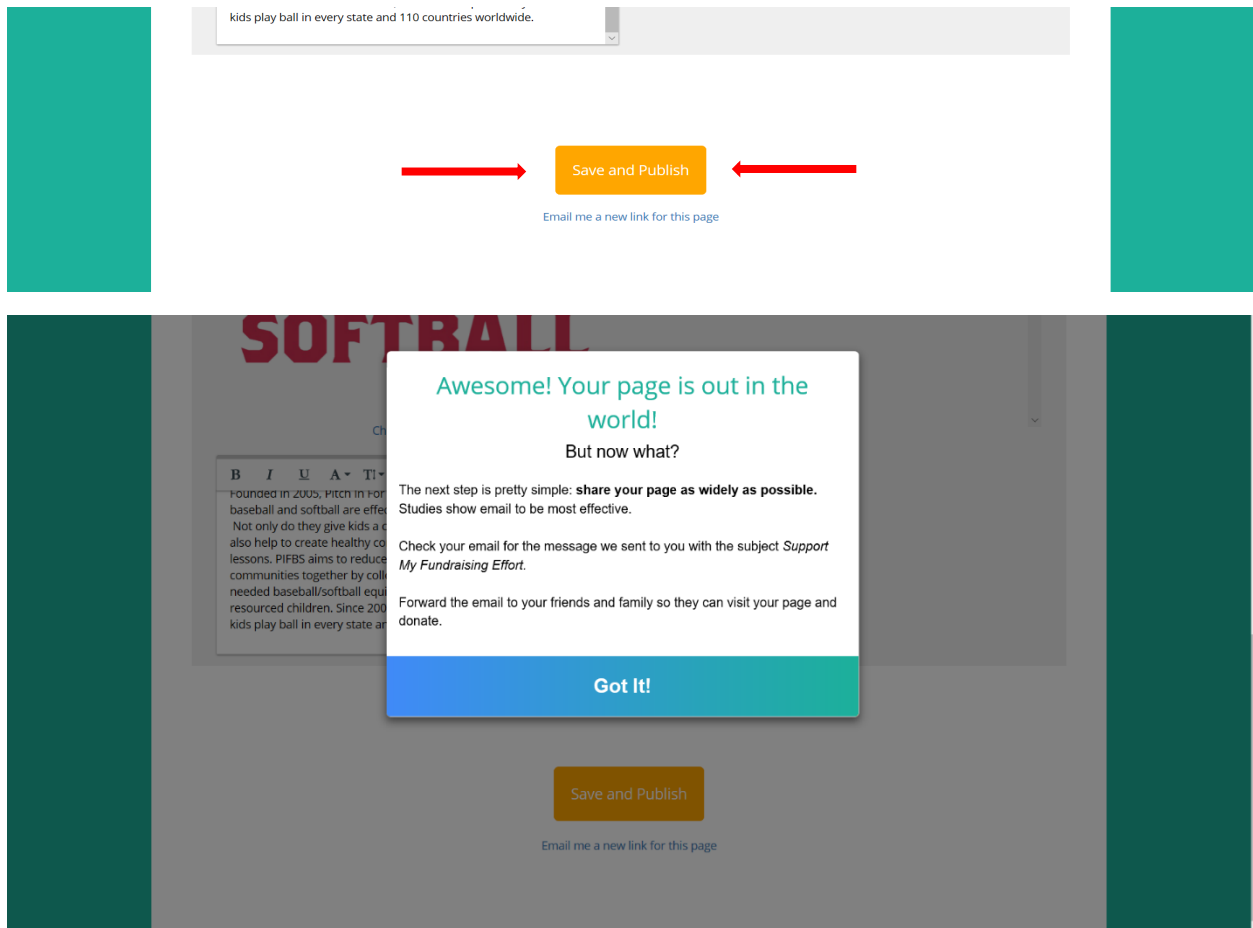 kids play ball in every state and 110 countries worldwide.
Save and Publish
Email me a new link for this page
SOFTBALL
Awesome! Your page is out in the
world!
But now what?
Ch
B I U A TI
The next step is pretty simple: share your page as widely as possible.
Studies show email to be most effective.
Check your email for the message we sent to you with the subject Support
My Fundraising Effort.
Forward the email to your friends and family so they can visit your page and
donate.
Got It!
Founded in 2005, Pitch In For
baseball and softball are effe
Not only do they give kids a
also help to create healthy co
lessons. PIFBS aims to reduce
communities together by coll
needed baseball/softball equi
resourced children. Since 200
kids play ball in every state an
Save and Publish
Email me a new link for this page